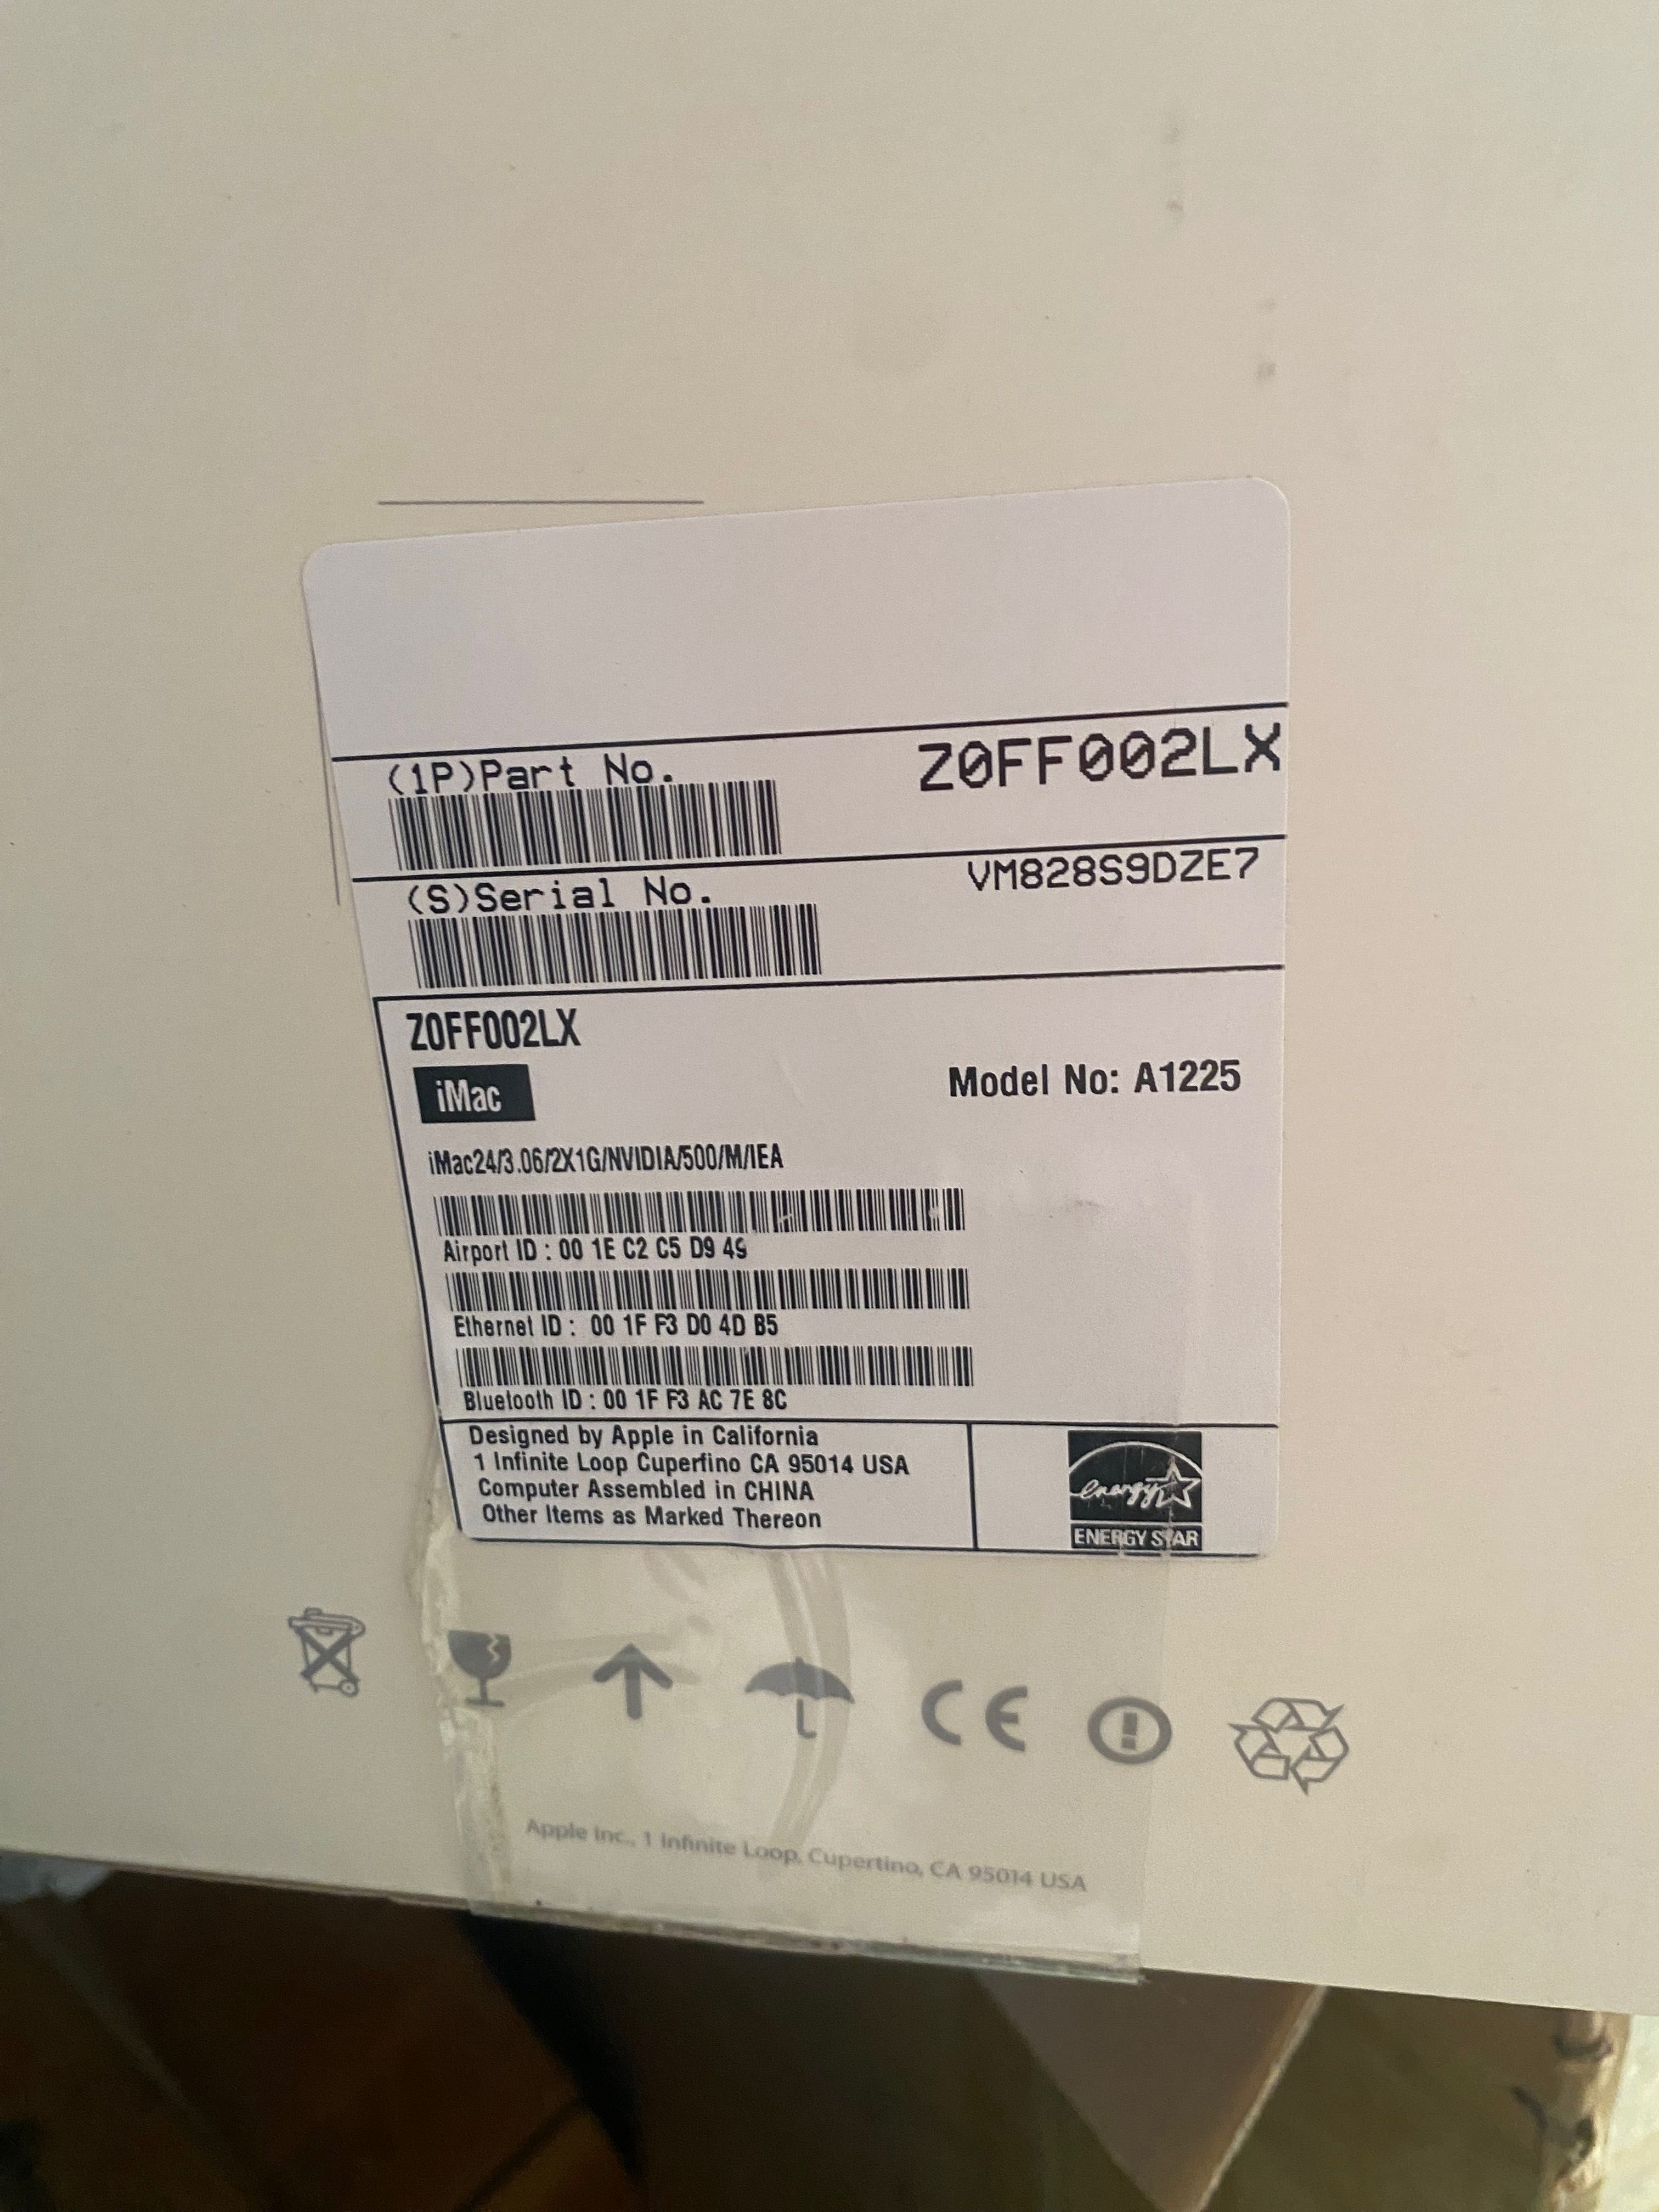 (1P)Part No. Z0FF002LX
(S)Serial No. VM828S9DZE7
Z0FF002LX
iMac
Model No: A1225
iMac24/3.06/2X1G/NVIDIA/500/M/IEA
Airport ID : 00 1E C2 C5 D9 49
Ethernet ID : 00 1F F3 D0 4D B5
Bluetooth ID : 00 1F F3 AC 7E 8C
Designed by Apple in California
1 Infinite Loop Cupertino CA 95014 USA
Computer Assembled in CHINA
Other Items as Marked Thereon
energy
ENERGY STAR
CE
Apple Inc., 1 Infinite Loop, Cupertino, CA 95014 USA